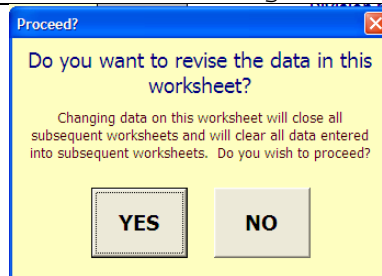 Proceed?
Do you want to revise the data in this
worksheet?
Changing data on this worksheet will close all
subsequent worksheets and will clear all data entered
into subsequent worksheets. Do you wish to proceed?
YES
NO